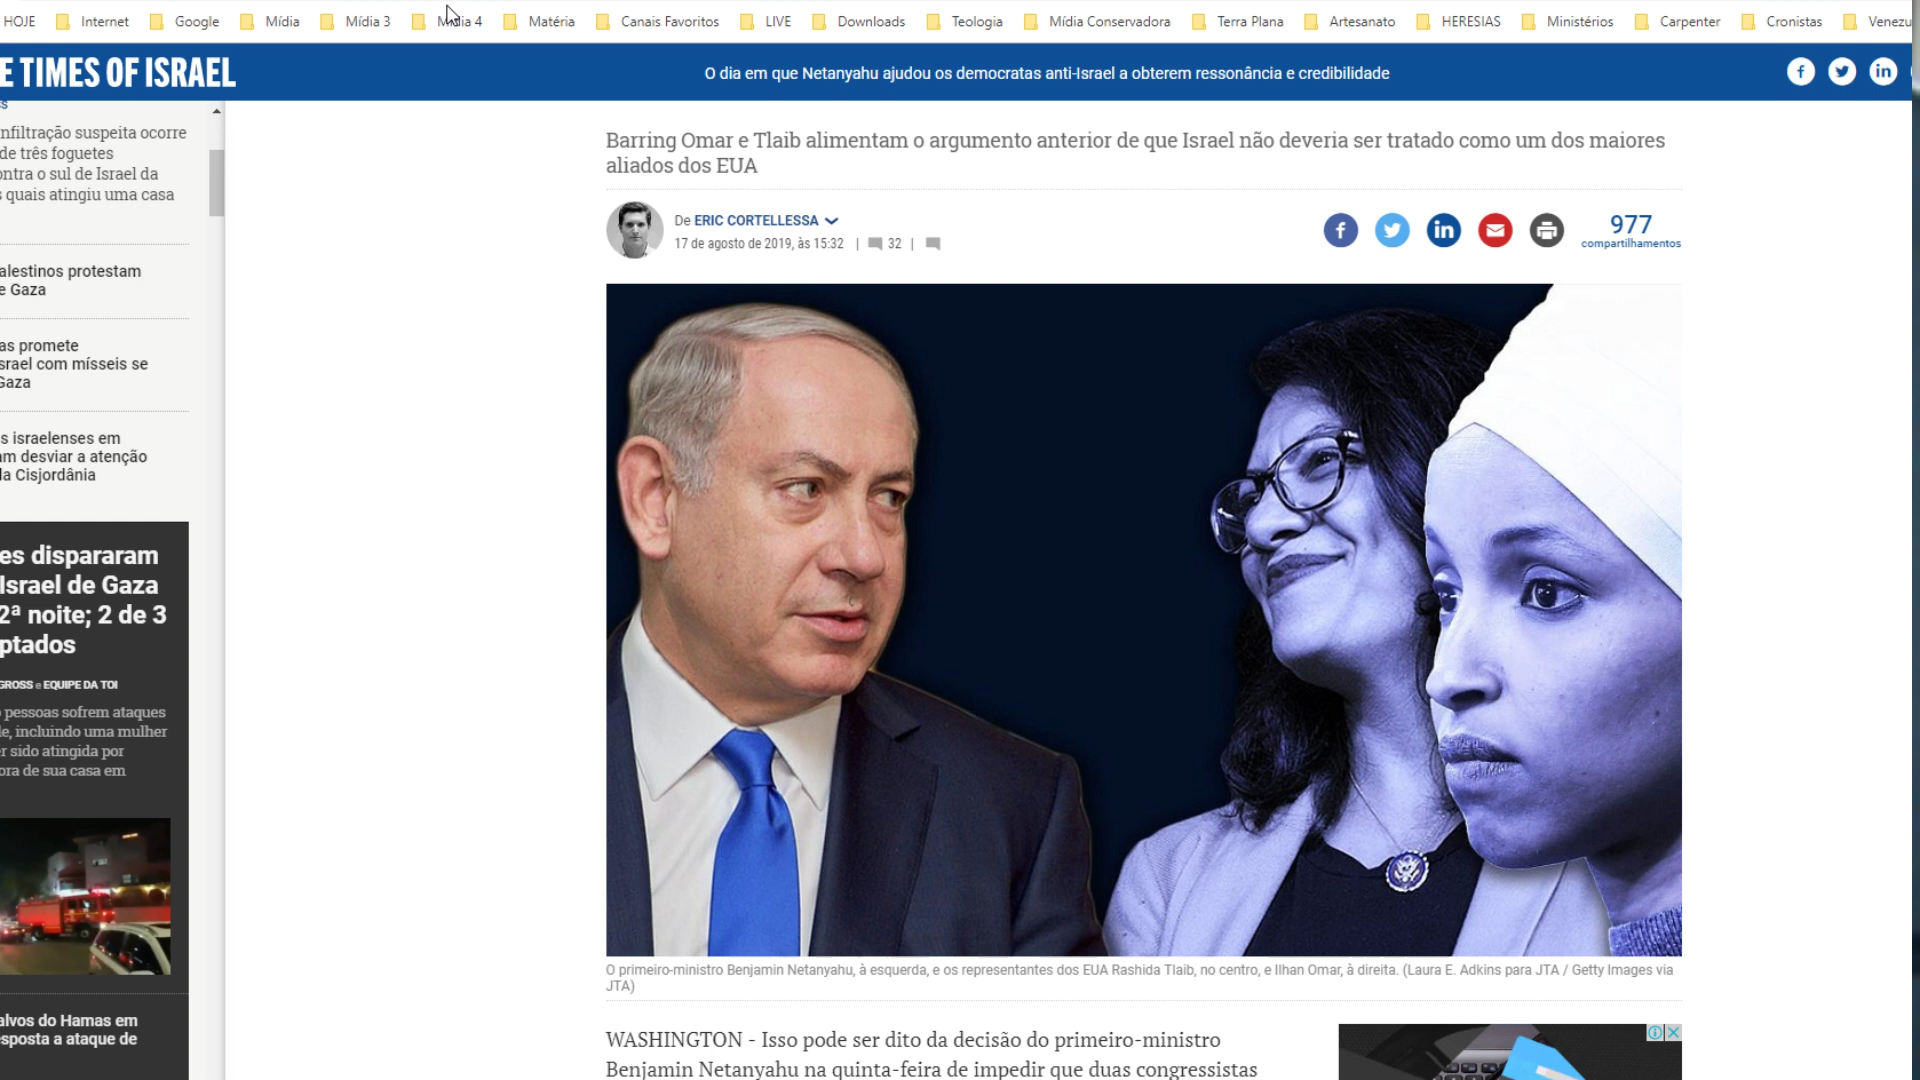 HOJE Internet Google Mídia Mídia 3 Mídia 4 Matéria Canais Favoritos LIVE Downloads Teologia Mídia Conservadora Terra Plana Artesanato HERESIAS Ministérios Carpenter Cronistas Venezu
E TIMES OF ISRAEL
O dia em que Netanyahu ajudou os democratas anti-Israel a obterem ressonância e credibilidade
nfiltração suspeita ocorre
de três foguetes
ontra o sul de Israel da
s quais atingiu uma casa
alestinos protestam
e Gaza
as promete
srael com mísseis se
Gaza
s israelenses em
am desviar a atenção
la Cisjordânia
es dispararam
Israel de Gaza
2ª noite; 2 de 3
ptados
GROSS e EQUIPE DA TOI
pessoas sofrem ataques
le, incluindo uma mulher
r sido atingida por
ora de sua casa em
alvos do Hamas em
sposta a ataque de
Barring Omar e Tlaib alimentam o argumento anterior de que Israel não deveria ser tratado como um dos maiores
aliados dos EUA
De ERIC CORTELLESSA
17 de agosto de 2019, às 15:32 | 32 |
977
compartilhamentos
O primeiro-ministro Benjamin Netanyahu, à esquerda, e os representantes dos EUA Rashida Tlaib, no centro, e Ilhan Omar, à direita. (Laura E. Adkins para JTA / Getty Images via
JTA)
WASHINGTON - Isso pode ser dito da decisão do primeiro-ministro
Benjamin Netanyahu na quinta-feira de impedir que duas congressistas